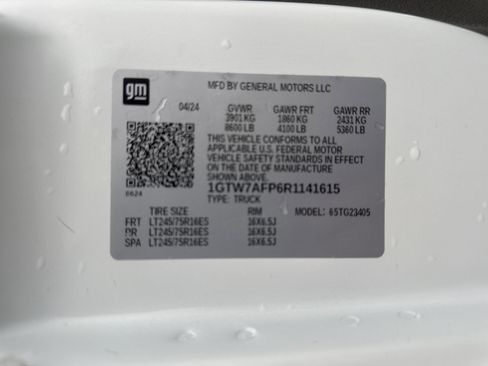 gm
MFD BY GENERAL MOTORS LLC
04/24 GVWR GAWR FRT GAWR RR
3901 KG 1860 KG 2431 KG
8600 LB 4100 LB 5360 LB
THIS VEHICLE CONFORMS TO ALL
APPLICABLE U.S. FEDERAL MOTOR
VEHICLE SAFETY STANDARDS IN EFFECT
ON THE DATE OF MANUFACTURE
SHOWN ABOVE.
1GTW7AFP6R1141615
0624 TYPE: TRUCK
TIRE SIZE RIM MODEL: 65TG23405
FRT LT245/75R16ES 16X6.5J
RR LT245/75R16ES 16X6.5J
SPA LT245/75R16ES 16X6.5J